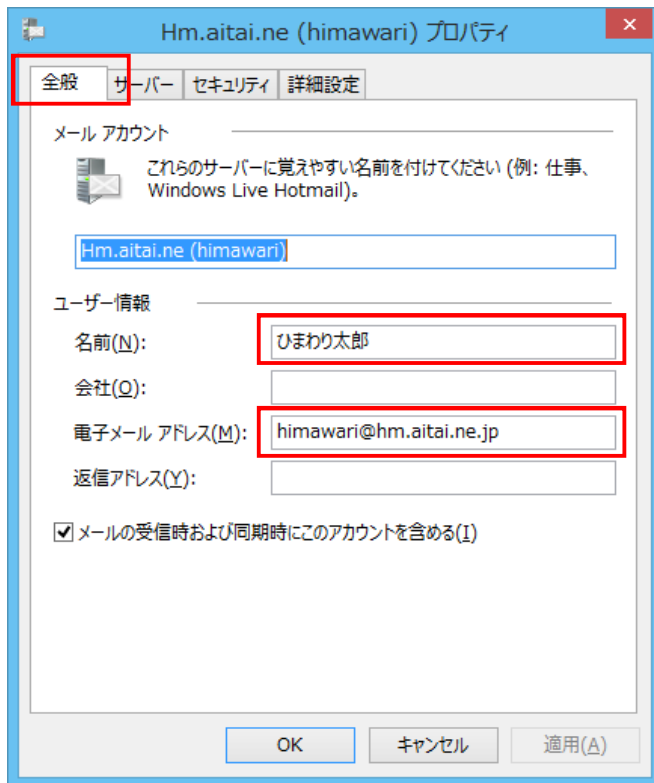 Hm.aitai.ne (himawari) プロパティ
全般 サーバー セキュリティ 詳細設定
メール アカウント
これらのサーバーに覚えやすい名前を付けてください (例: 仕事、
Windows Live Hotmail)。
Hm.aitai.ne (himawari)
ユーザー情報
名前(N): ひまわり太郎
会社(O):
電子メール アドレス(M): himawari@hm.aitai.ne.jp
返信アドレス(Y):
メールの受信時および同期時にこのアカウントを含める(I)
OK キャンセル 適用(A)